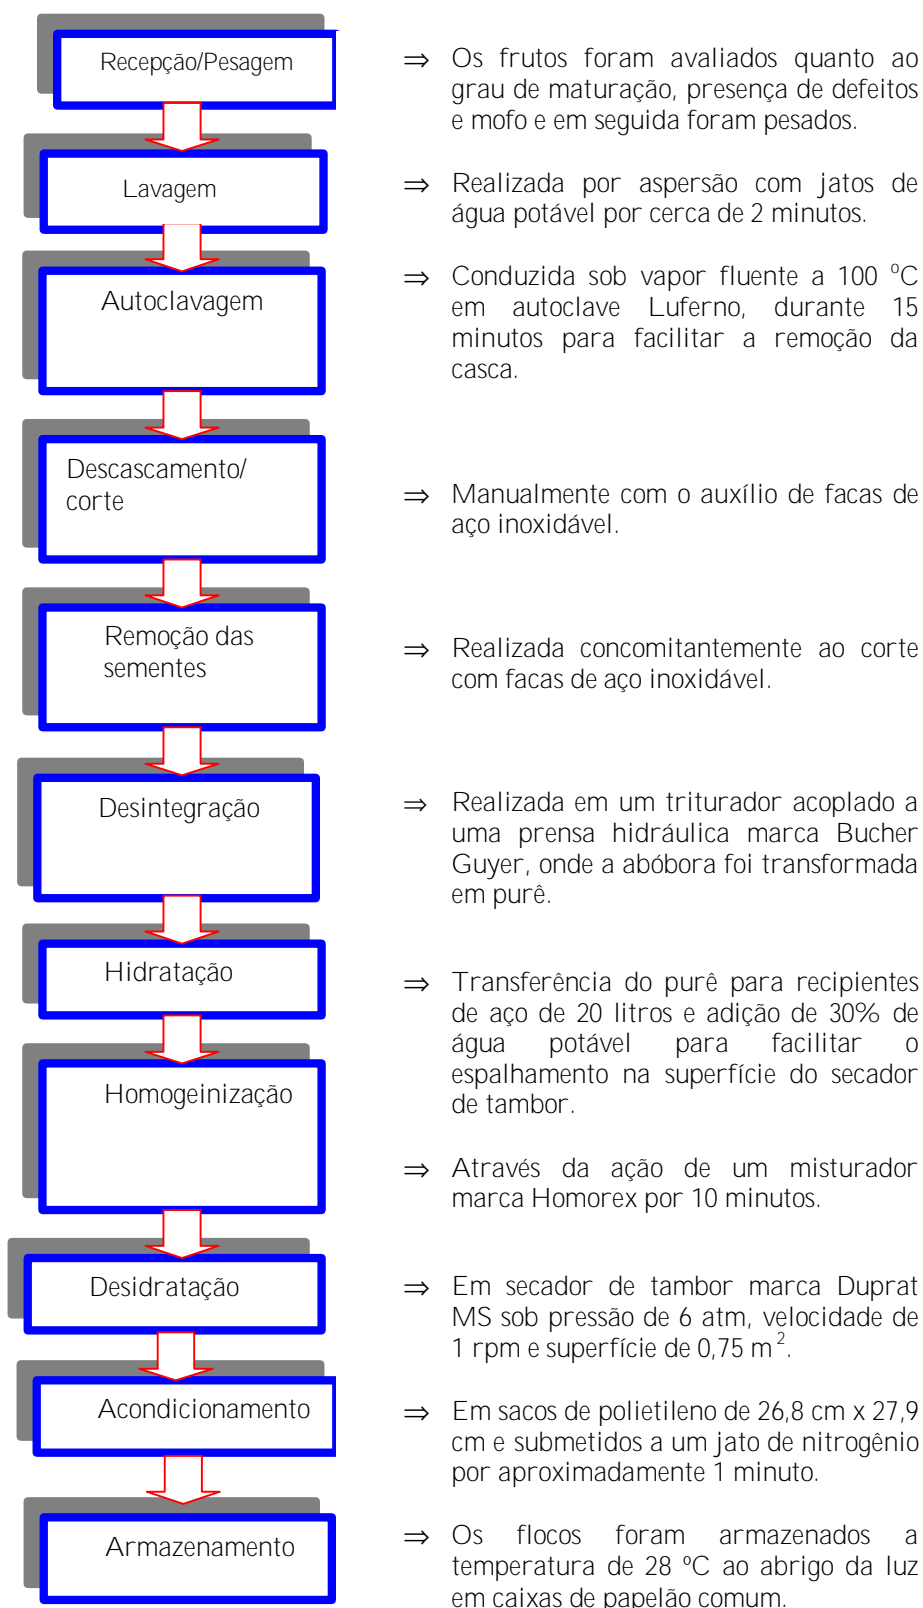 Recepção/Pesagem
⇒ Os frutos foram avaliados quanto ao
grau de maturação, presença de defeitos
e mofo e em seguida foram pesados.
Lavagem
⇒ Realizada por aspersão com jatos de
água potável por cerca de 2 minutos.
Autoclavagem
⇒ Conduzida sob vapor fluente a 100 ºC
em autoclave Luferno, durante 15
minutos para facilitar a remoção da
casca.
Descascamento/
corte
⇒ Manualmente com o auxílio de facas de
aço inoxidável.
Remoção das
sementes
⇒ Realizada concomitantemente ao corte
com facas de aço inoxidável.
Desintegração
⇒ Realizada em um triturador acoplado a
uma prensa hidráulica marca Bucher
Guyer, onde a abóbora foi transformada
em purê.
Hidratação
⇒ Transferência do purê para recipientes
de aço de 20 litros e adição de 30% de
água potável para facilitar o
espalhamento na superfície do secador
de tambor.
Homogeinização
⇒ Através da ação de um misturador
marca Homorex por 10 minutos.
Desidratação
⇒ Em secador de tambor marca Duprat
MS sob pressão de 6 atm, velocidade de
1 rpm e superfície de 0,75 m².
Acondicionamento
⇒ Em sacos de polietileno de 26,8 cm x 27,9
cm e submetidos a um jato de nitrogênio
por aproximadamente 1 minuto.
Armazenamento
⇒ Os flocos foram armazenados a
temperatura de 28 ºC ao abrigo da luz
em caixas de papelão comum.